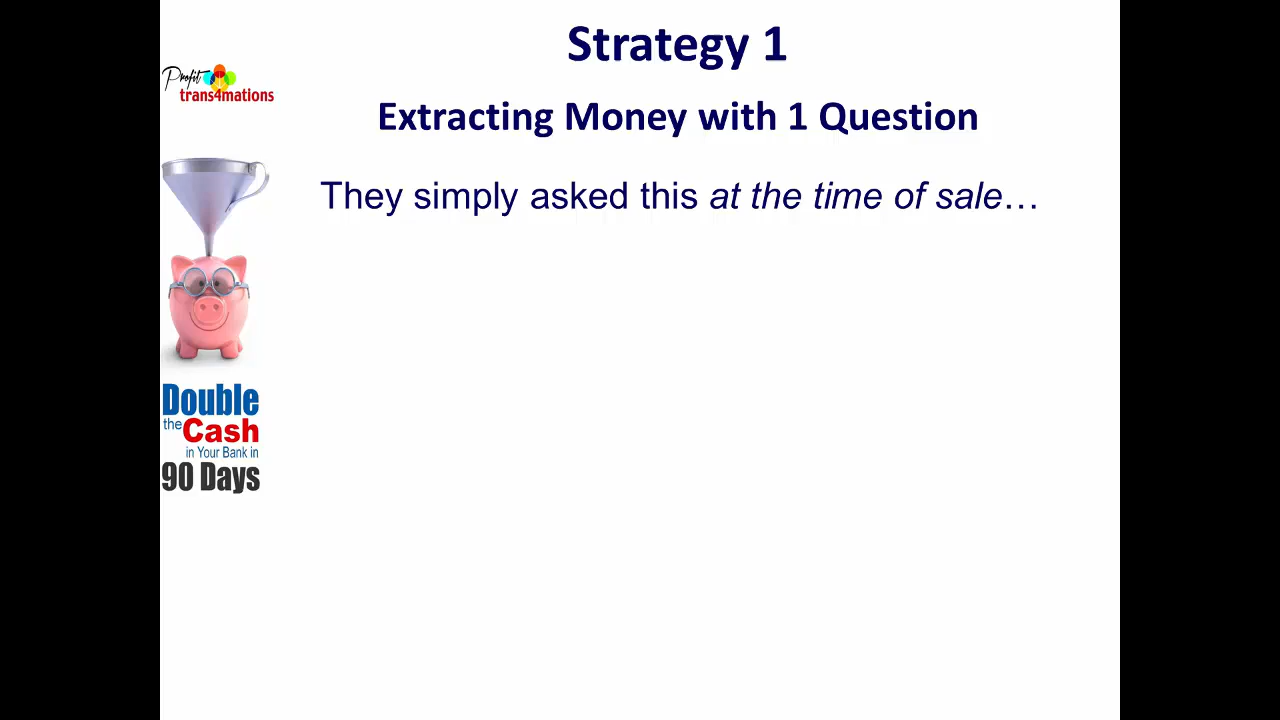 Strategy 1
Profit
trans4mations
Extracting Money with 1 Question
They simply asked this at the time of sale…
Double
the Cash
in Your Bank in
90 Days